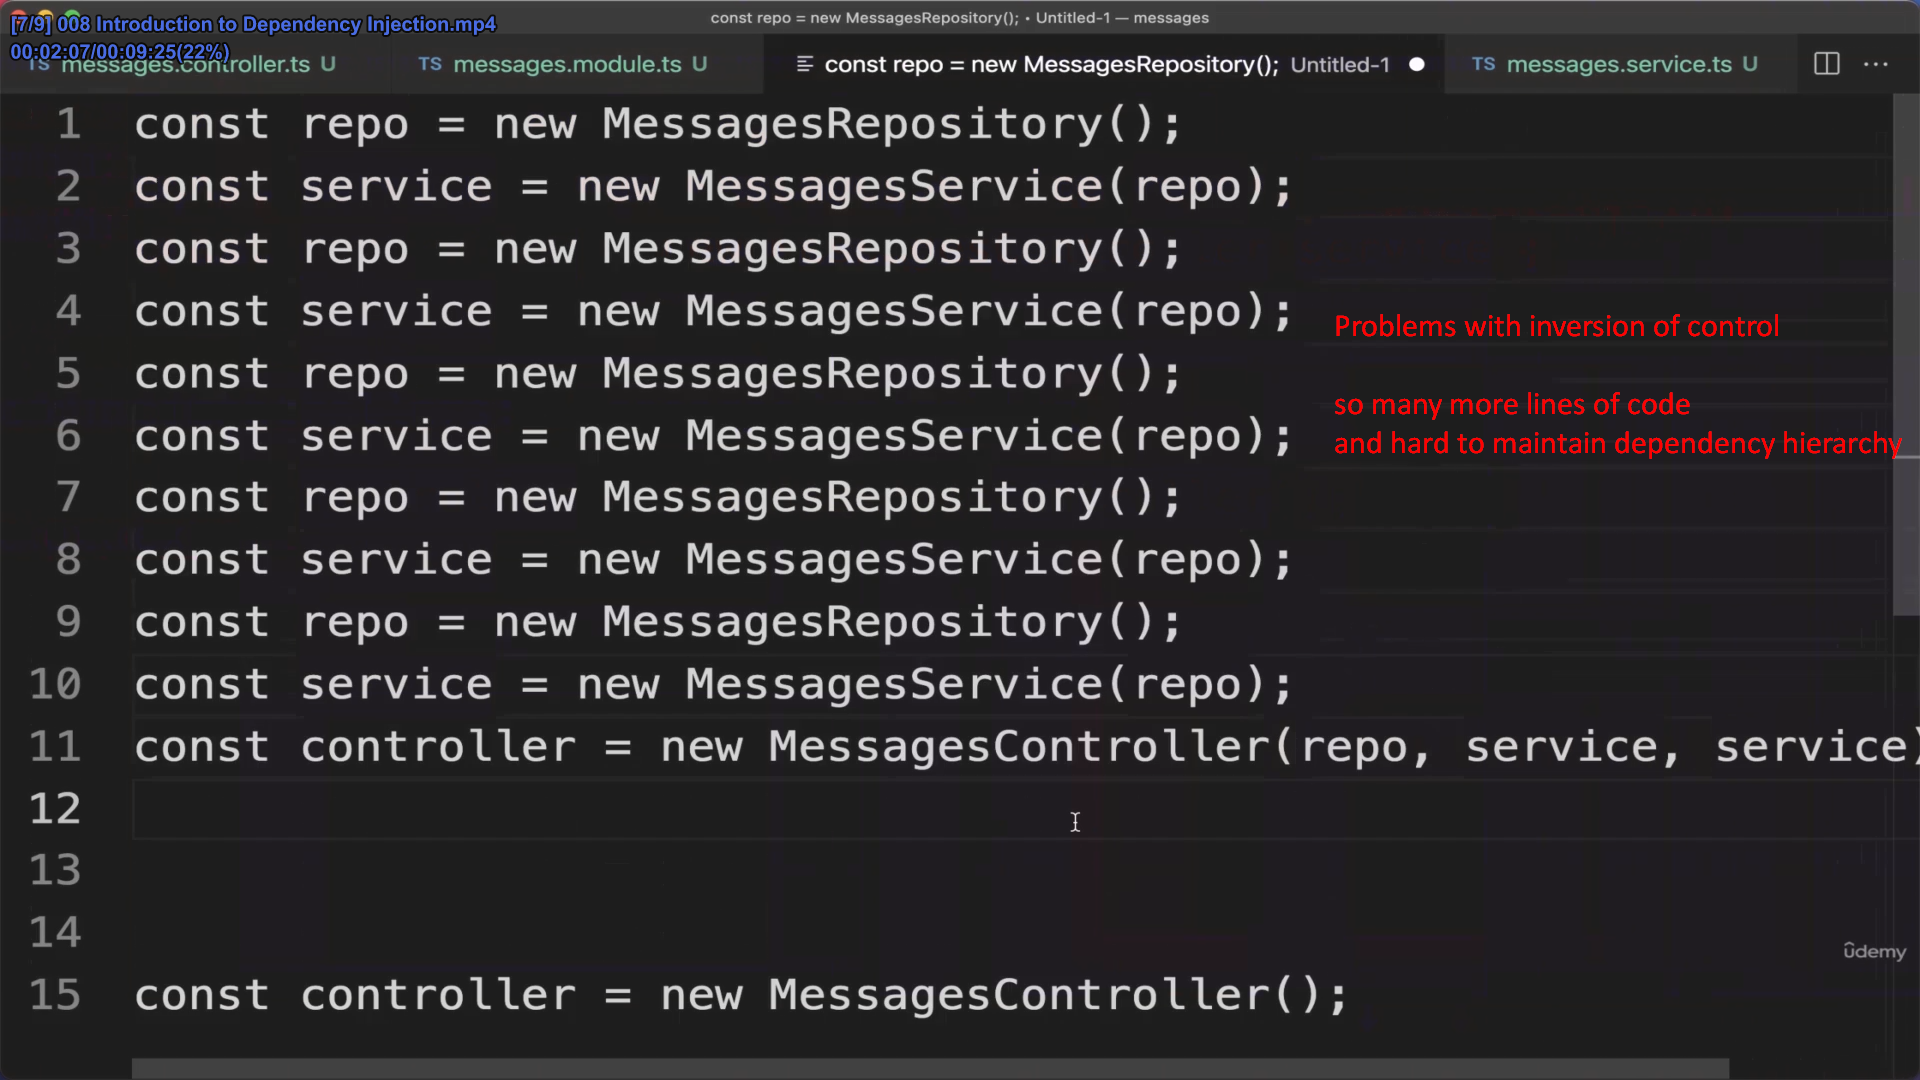 [7/9] 008 Introduction to Dependency Injection.mp4
00:02:07/00:09:25(22%)
const repo = new MessagesRepository(); • Untitled-1 — messages
TS messages.controller.ts U
TS messages.module.ts U
const repo = new MessagesRepository(); Untitled-1
TS messages.service.ts U
1 const repo = new MessagesRepository();
2 const service = new MessagesService(repo);
3 const repo = new MessagesRepository();
4 const service = new MessagesService(repo);
5 const repo = new MessagesRepository();
6 const service = new MessagesService(repo);
7 const repo = new MessagesRepository();
8 const service = new MessagesService(repo);
9 const repo = new MessagesRepository();
10 const service = new MessagesService(repo);
11 const controller = new MessagesController(repo, service, service)
12
13
14
15 const controller = new MessagesController();
Problems with inversion of control
so many more lines of code
and hard to maintain dependency hierarchy
ûdemy